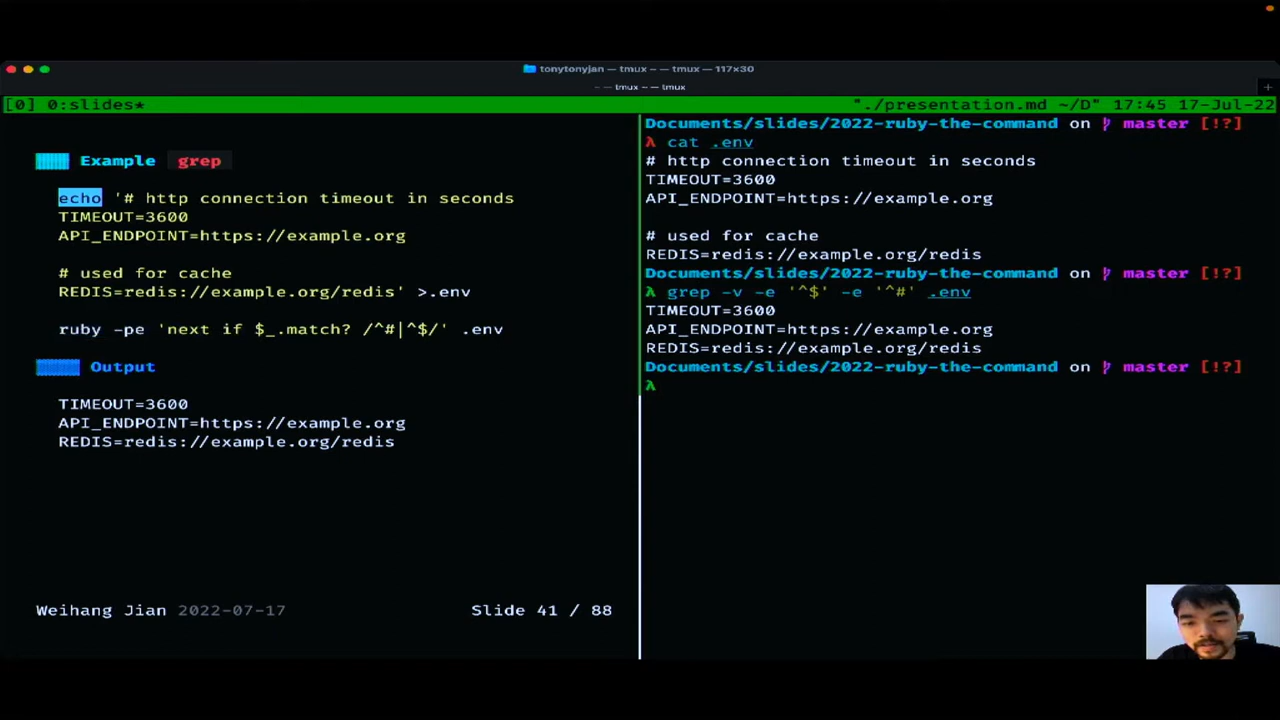 tonytonyjan — tmux - — tmux — 117×30
~ — tmux ~ — tmux
[0] 0:slides* "./presentation.md ~/D" 17:45 17-Jul-22
Example grep
echo '# http connection timeout in seconds
TIMEOUT=3600
API_ENDPOINT=https://example.org
# used for cache
REDIS=redis://example.org/redis' >.env
ruby -pe 'next if $_.match? /^#|^$/' .env
Output
TIMEOUT=3600
API_ENDPOINT=https://example.org
REDIS=redis://example.org/redis
Weihang Jian 2022-07-17 Slide 41 / 88
Documents/slides/2022-ruby-the-command on master [!?]
λ cat .env
# http connection timeout in seconds
TIMEOUT=3600
API_ENDPOINT=https://example.org
# used for cache
REDIS=redis://example.org/redis
Documents/slides/2022-ruby-the-command on master [!?]
λ grep -v -e '^$' -e '^#' .env
TIMEOUT=3600
API_ENDPOINT=https://example.org
REDIS=redis://example.org/redis
Documents/slides/2022-ruby-the-command on master [!?]
λ